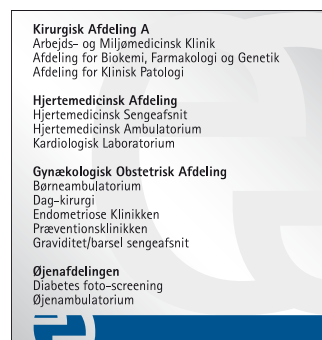 Kirurgisk Afdeling A
Arbejds- og Miljømedicinsk Klinik
Afdeling for Biokemi, Farmakologi og Genetik
Afdeling for Klinisk Patologi
Hjertemedicinsk Afdeling
Hjertemedicinsk Sengeafsnit
Hjertemedicinsk Ambulatorium
Kardiologisk Laboratorium
Gynækologisk Obstetrisk Afdeling
Børneambulatorium
Dag-kirurgi
Endometriose Klinikken
Præventionsklinikken
Graviditet/barsel sengeafsnit
Øjenafdelingen
Diabetes foto-screening
Øjenambulatorium